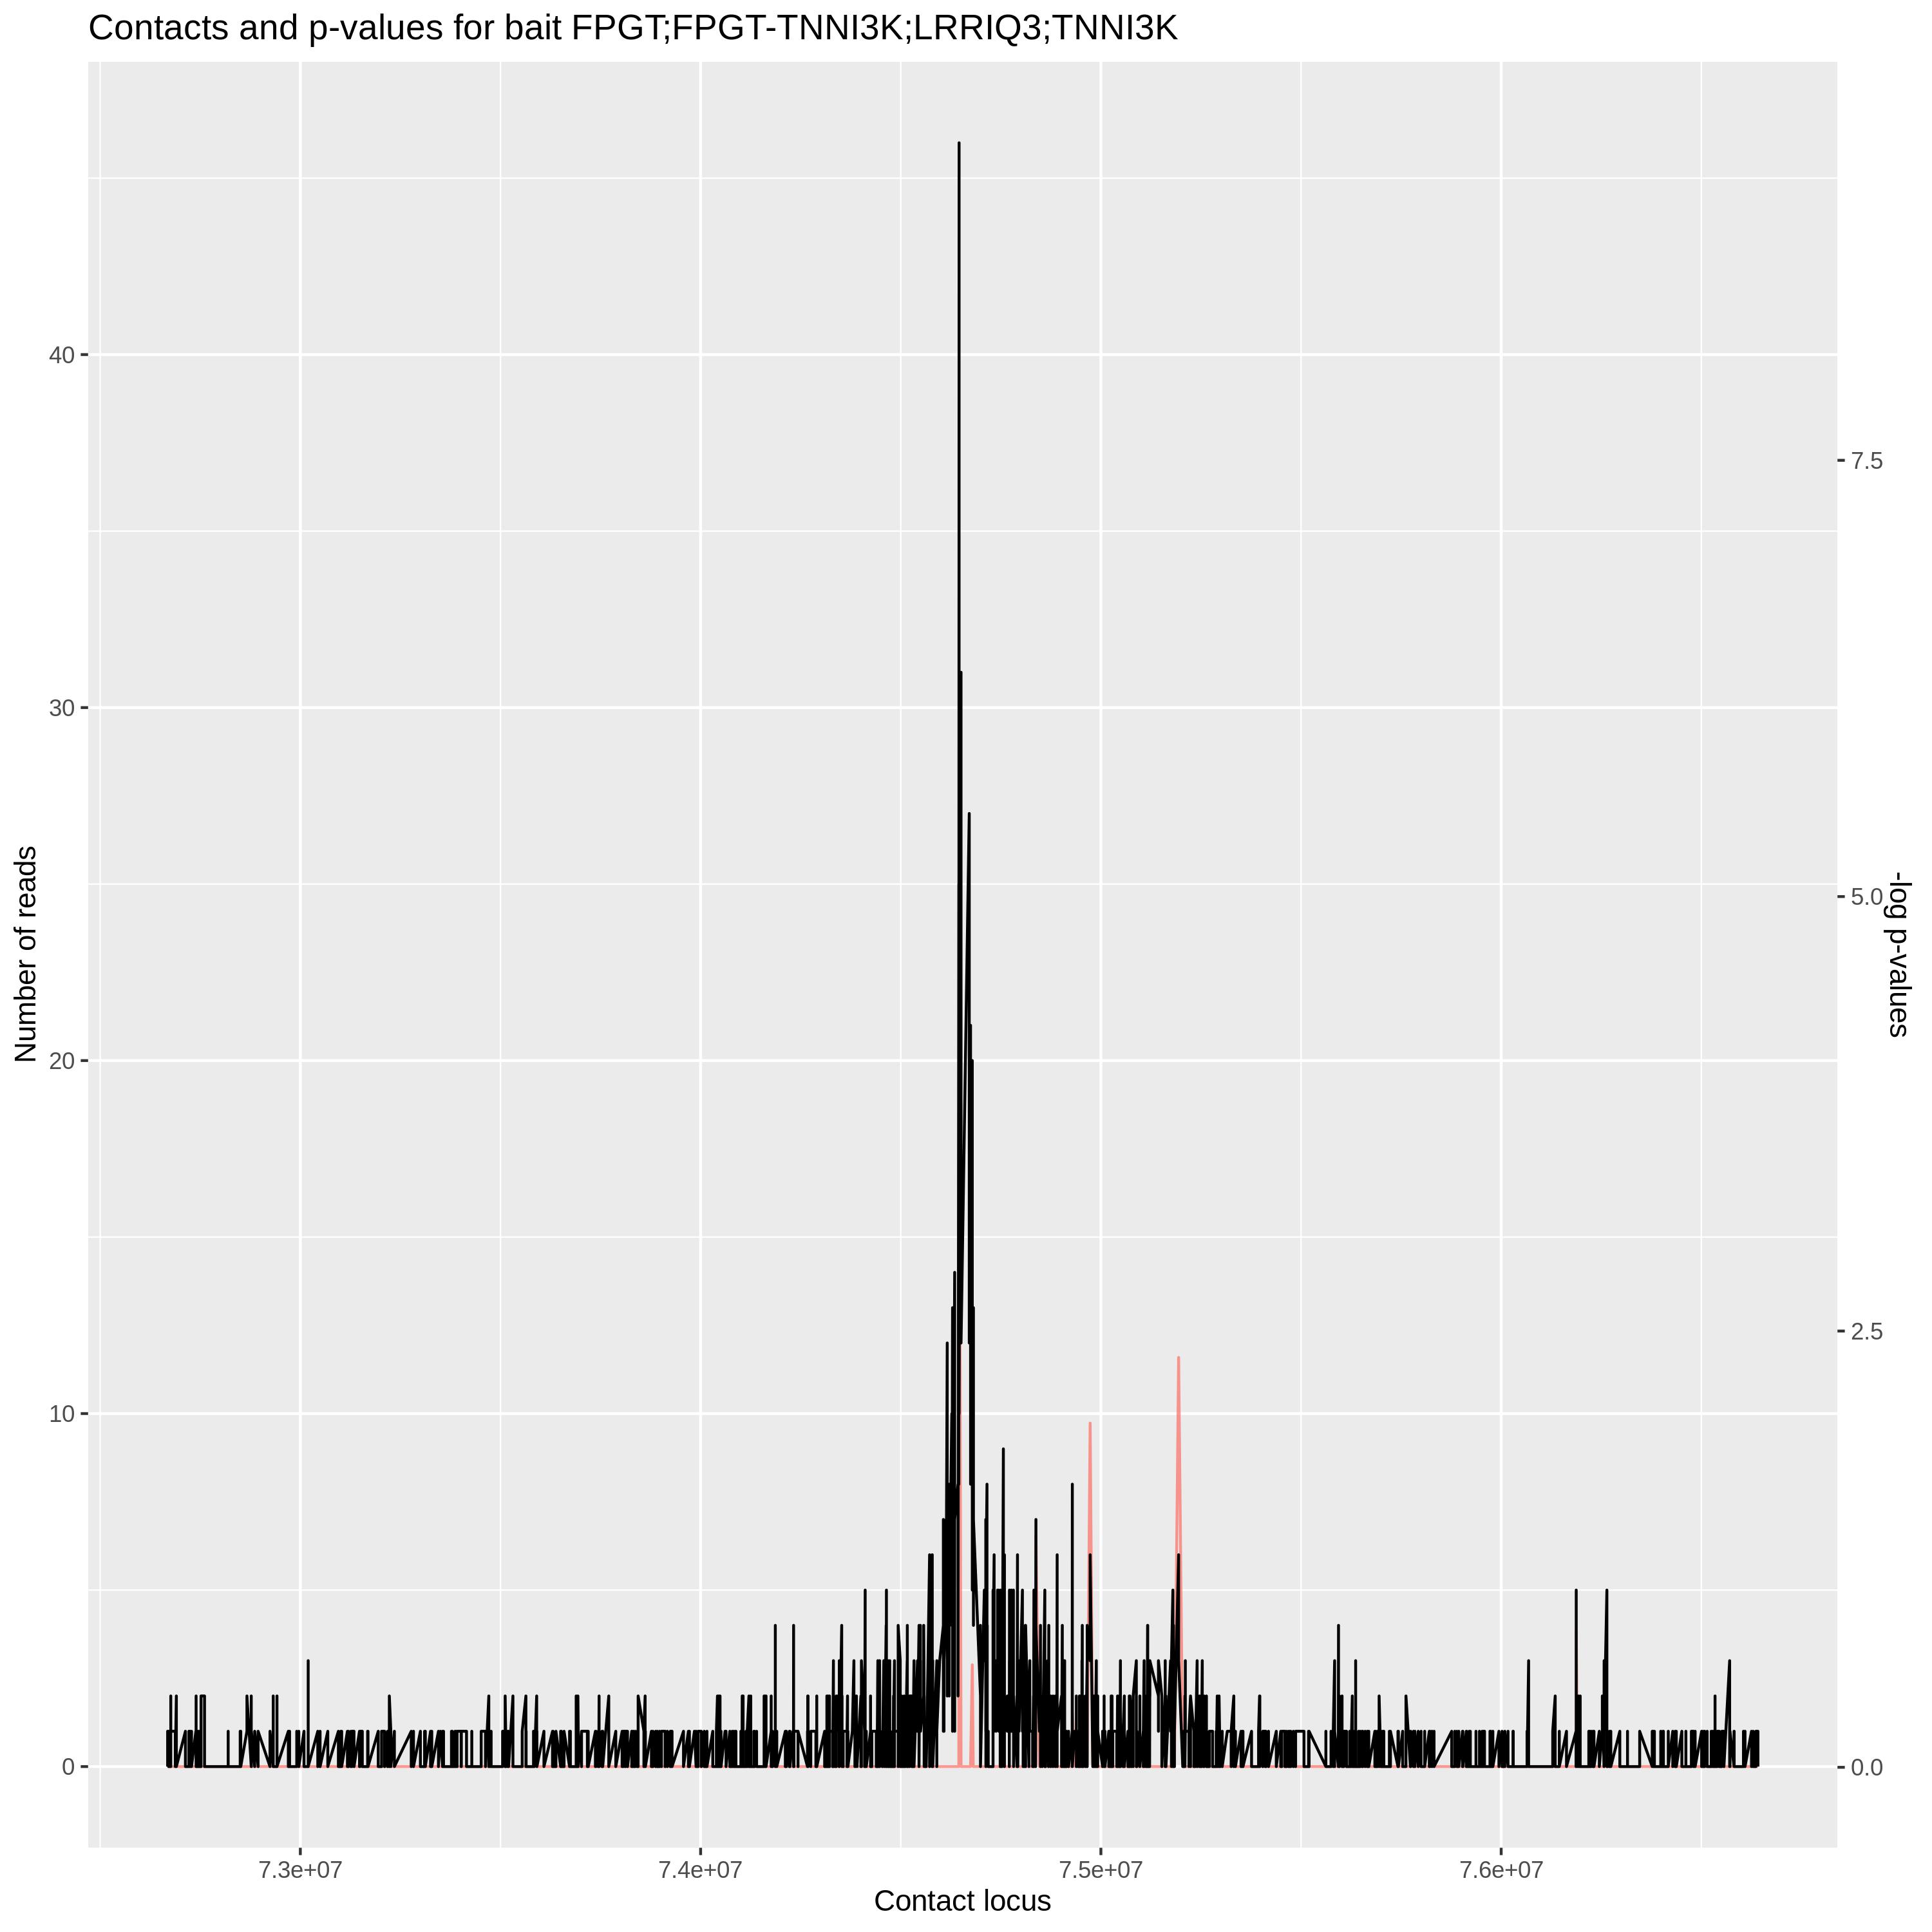 Contacts and p-values for bait FPGT;FPGT-TNNI3K;LRRIQ3;TNNI3K
40
30
20
10
0
Number of reads
7.5
5.0
2.5
0.0
-log p-values
7.3e+07
7.4e+07
7.5e+07
7.6e+07
Contact locus